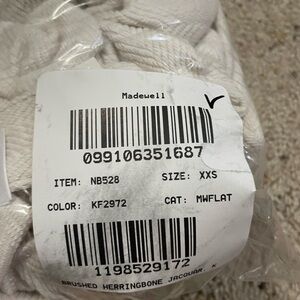 Madewell
099106351687
ITEM: NB528 SIZE: XXS
COLOR: KF2972 CAT: MWFLAT
1198529172
BRUSHED HERRINGBONE JACQUAR K